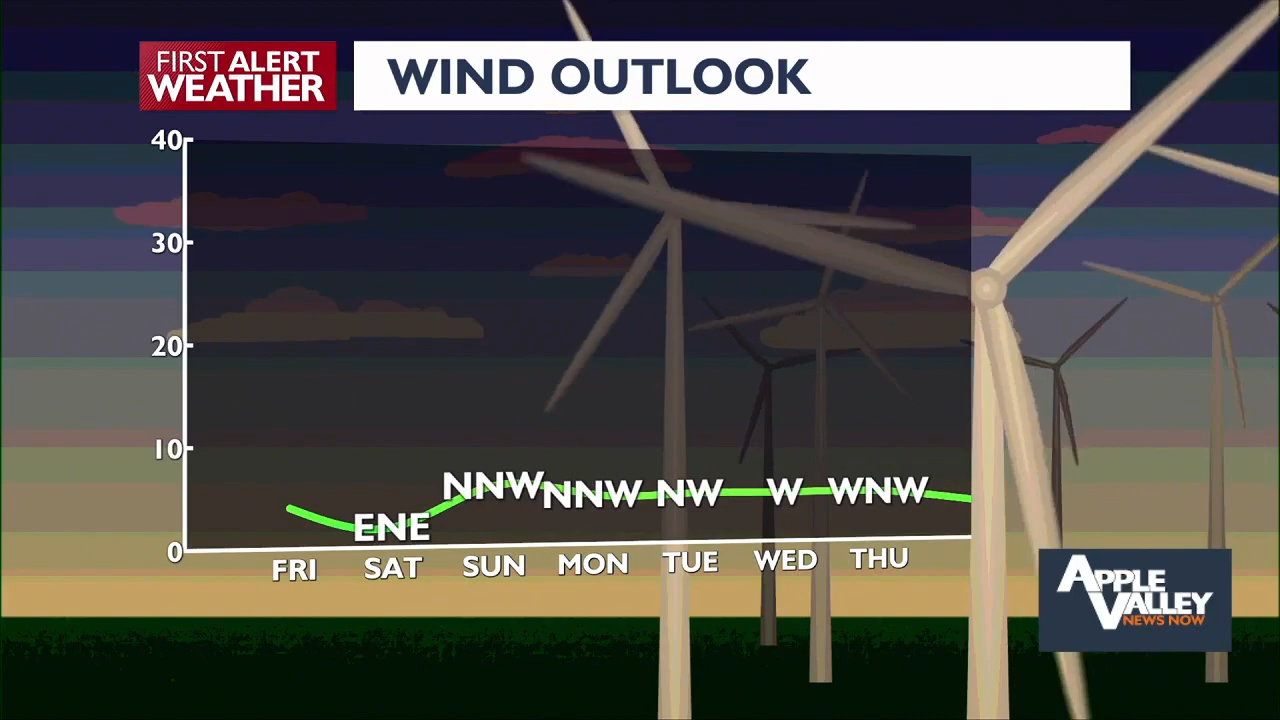 FIRST ALERT
WEATHER
WIND OUTLOOK
40
30
20
10
0
ENE
NNW
NNW
NW
W
WNW
FRI
SAT
SUN
MON
TUE
WED
THU
APPLE
VALLEY
NEWS NOW